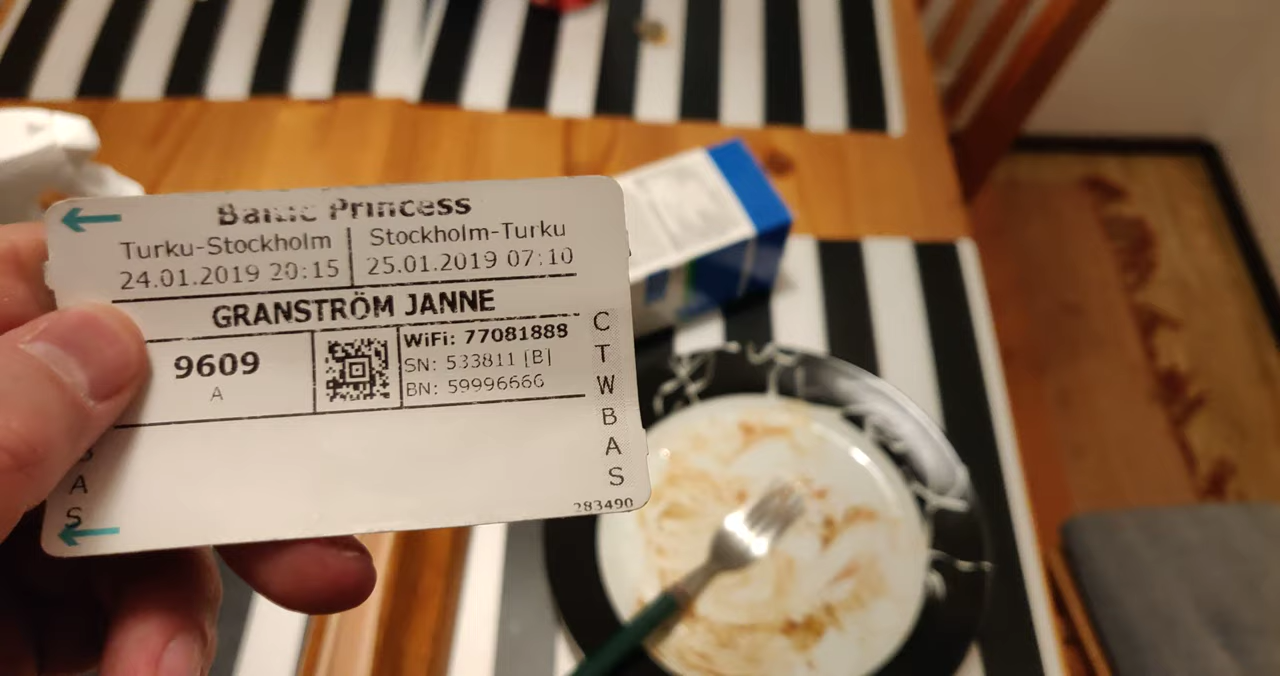 Baltic Princess
Turku-Stockholm
24.01.2019 20:15
Stockholm-Turku
25.01.2019 07:10
GRANSTRÖM JANNE
9609
A
WiFi: 77081888
SN: 533811 [B]
BN: 59996660
C
T
W
B
A
S
A
S
283490